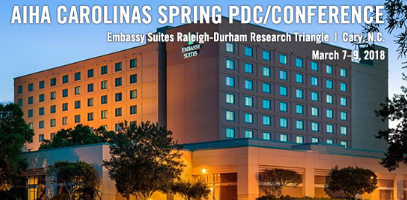 AIHA CAROLINAS SPRING PDC/CONFERENCE
Embassy Suites Raleigh-Durham Research Triangle | Cary, N.C.
March 7–9, 2018
EMBASSY
SUITES